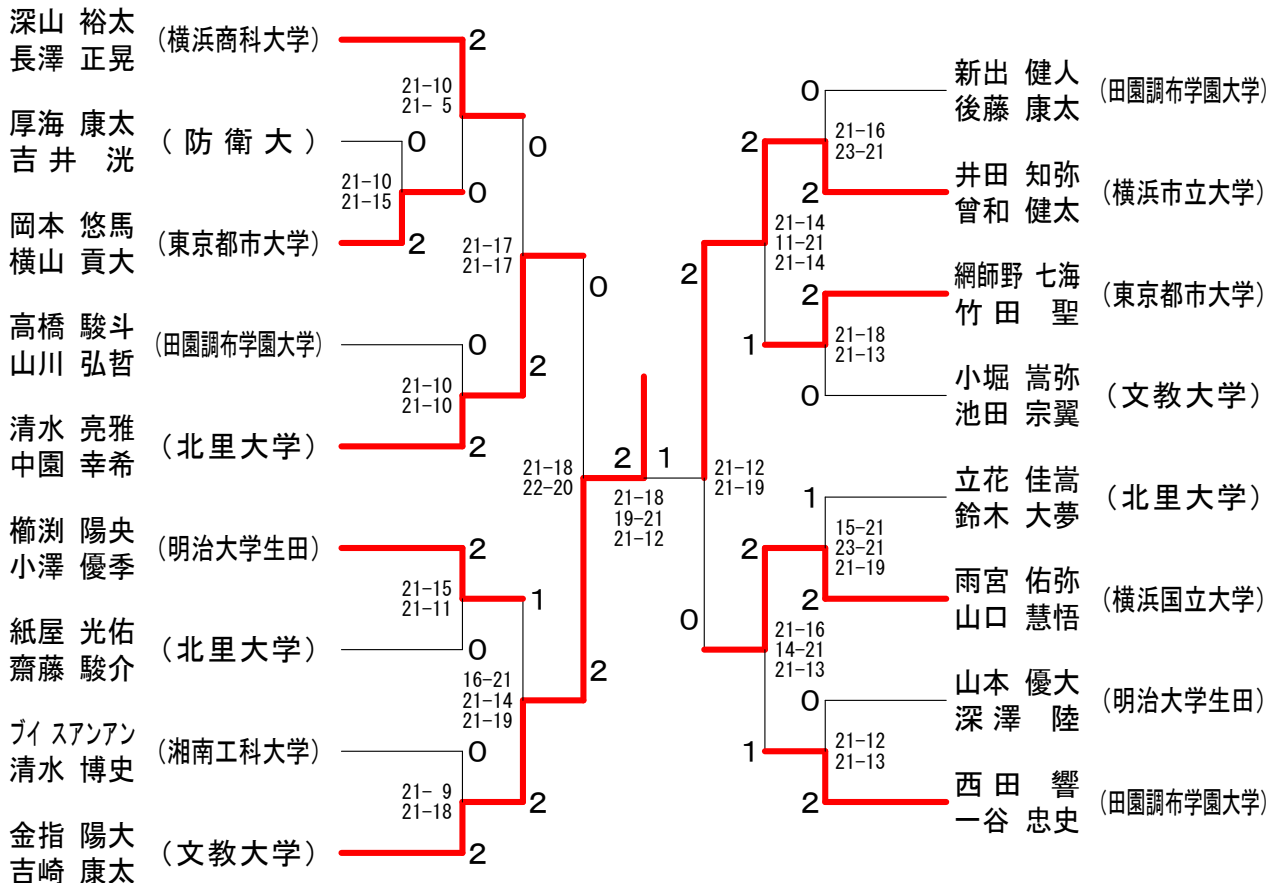 深山 裕太
長澤 正晃
(横浜商科大学)
2
21-10
21- 5
厚海 康太
吉井 洸
(防衛大)
0
0
21-10
21-15
0
岡本 悠馬
横山 貢大
(東京都市大学)
2
21-17
21-17
0
高橋 駿斗
山川 弘哲
(田園調布学園大学)
0
2
21-10
21-10
清水 亮雅
中園 幸希
(北里大学)
2
21-18
22-20
櫛渕 陽央
小澤 優季
(明治大学生田)
2
21-15
21-11
1
紙屋 光佑
齋藤 駿介
(北里大学)
0
2
16-21
21-14
21-19
ブイ スアンアン
清水 博史
(湘南工科大学)
0
21- 9
21-18
2
金指 陽大
吉崎 康太
(文教大学)
2
2
1
21-18
19-21
21-12
新出 健人
後藤 康太
(田園調布学園大学)
0
21-16
23-21
2
井田 知弥
曾和 健太
(横浜市立大学)
2
21-14
11-21
21-14
2
網師野 七海
竹田 聖
(東京都市大学)
2
21-18
21-13
1
小堀 嵩弥
池田 宗翼
(文教大学)
0
21-12
21-19
立花 佳嵩
鈴木 大夢
(北里大学)
1
15-21
23-21
21-19
2
雨宮 佑弥
山口 慧悟
(横浜国立大学)
2
0
21-16
14-21
21-13
山本 優大
深澤 陸
(明治大学生田)
0
21-12
21-13
1
西田 響
一谷 忠史
(田園調布学園大学)
2